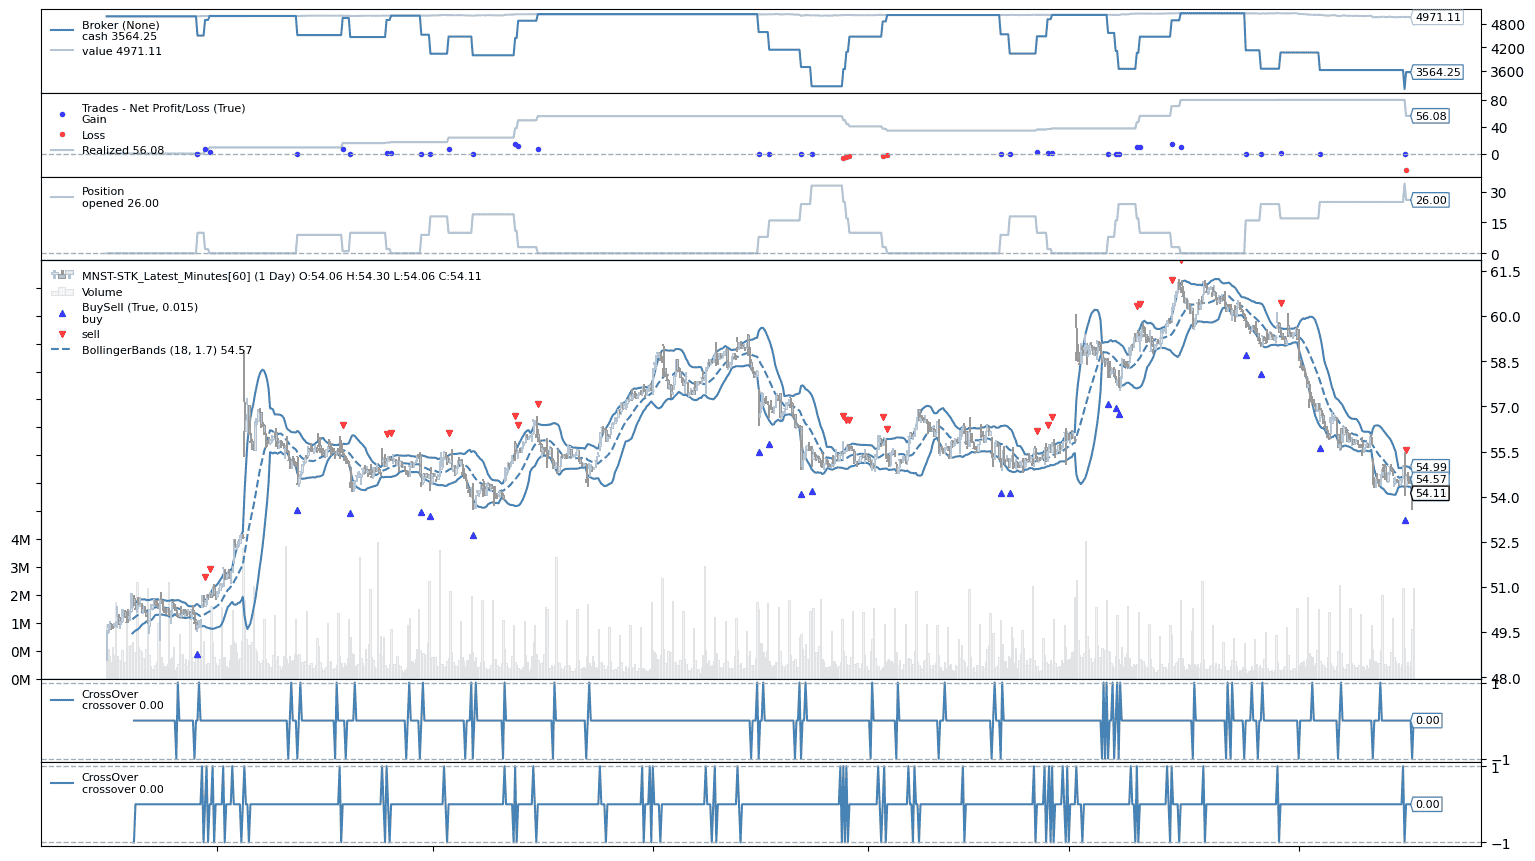 Broker (None)
cash 3564.25
value 4971.11
4971.11
3564.25
4800
4200
3600
Trades - Net Profit/Loss (True)
Gain
Loss
Realized 56.08
56.08
80
40
0
Position
opened 26.00
26.00
30
15
0
MNST-STK_Latest_Minutes[60] (1 Day) O:54.06 H:54.30 L:54.06 C:54.11
Volume
BuySell (True, 0.015)
buy
sell
BollingerBands (18, 1.7) 54.57
61.5
60.0
58.5
57.0
55.5
54.0
52.5
51.0
49.5
48.0
54.99
54.57
54.11
4M
3M
2M
1M
0M
0M
CrossOver
crossover 0.00
0.00
1
−1
CrossOver
crossover 0.00
0.00
1
−1